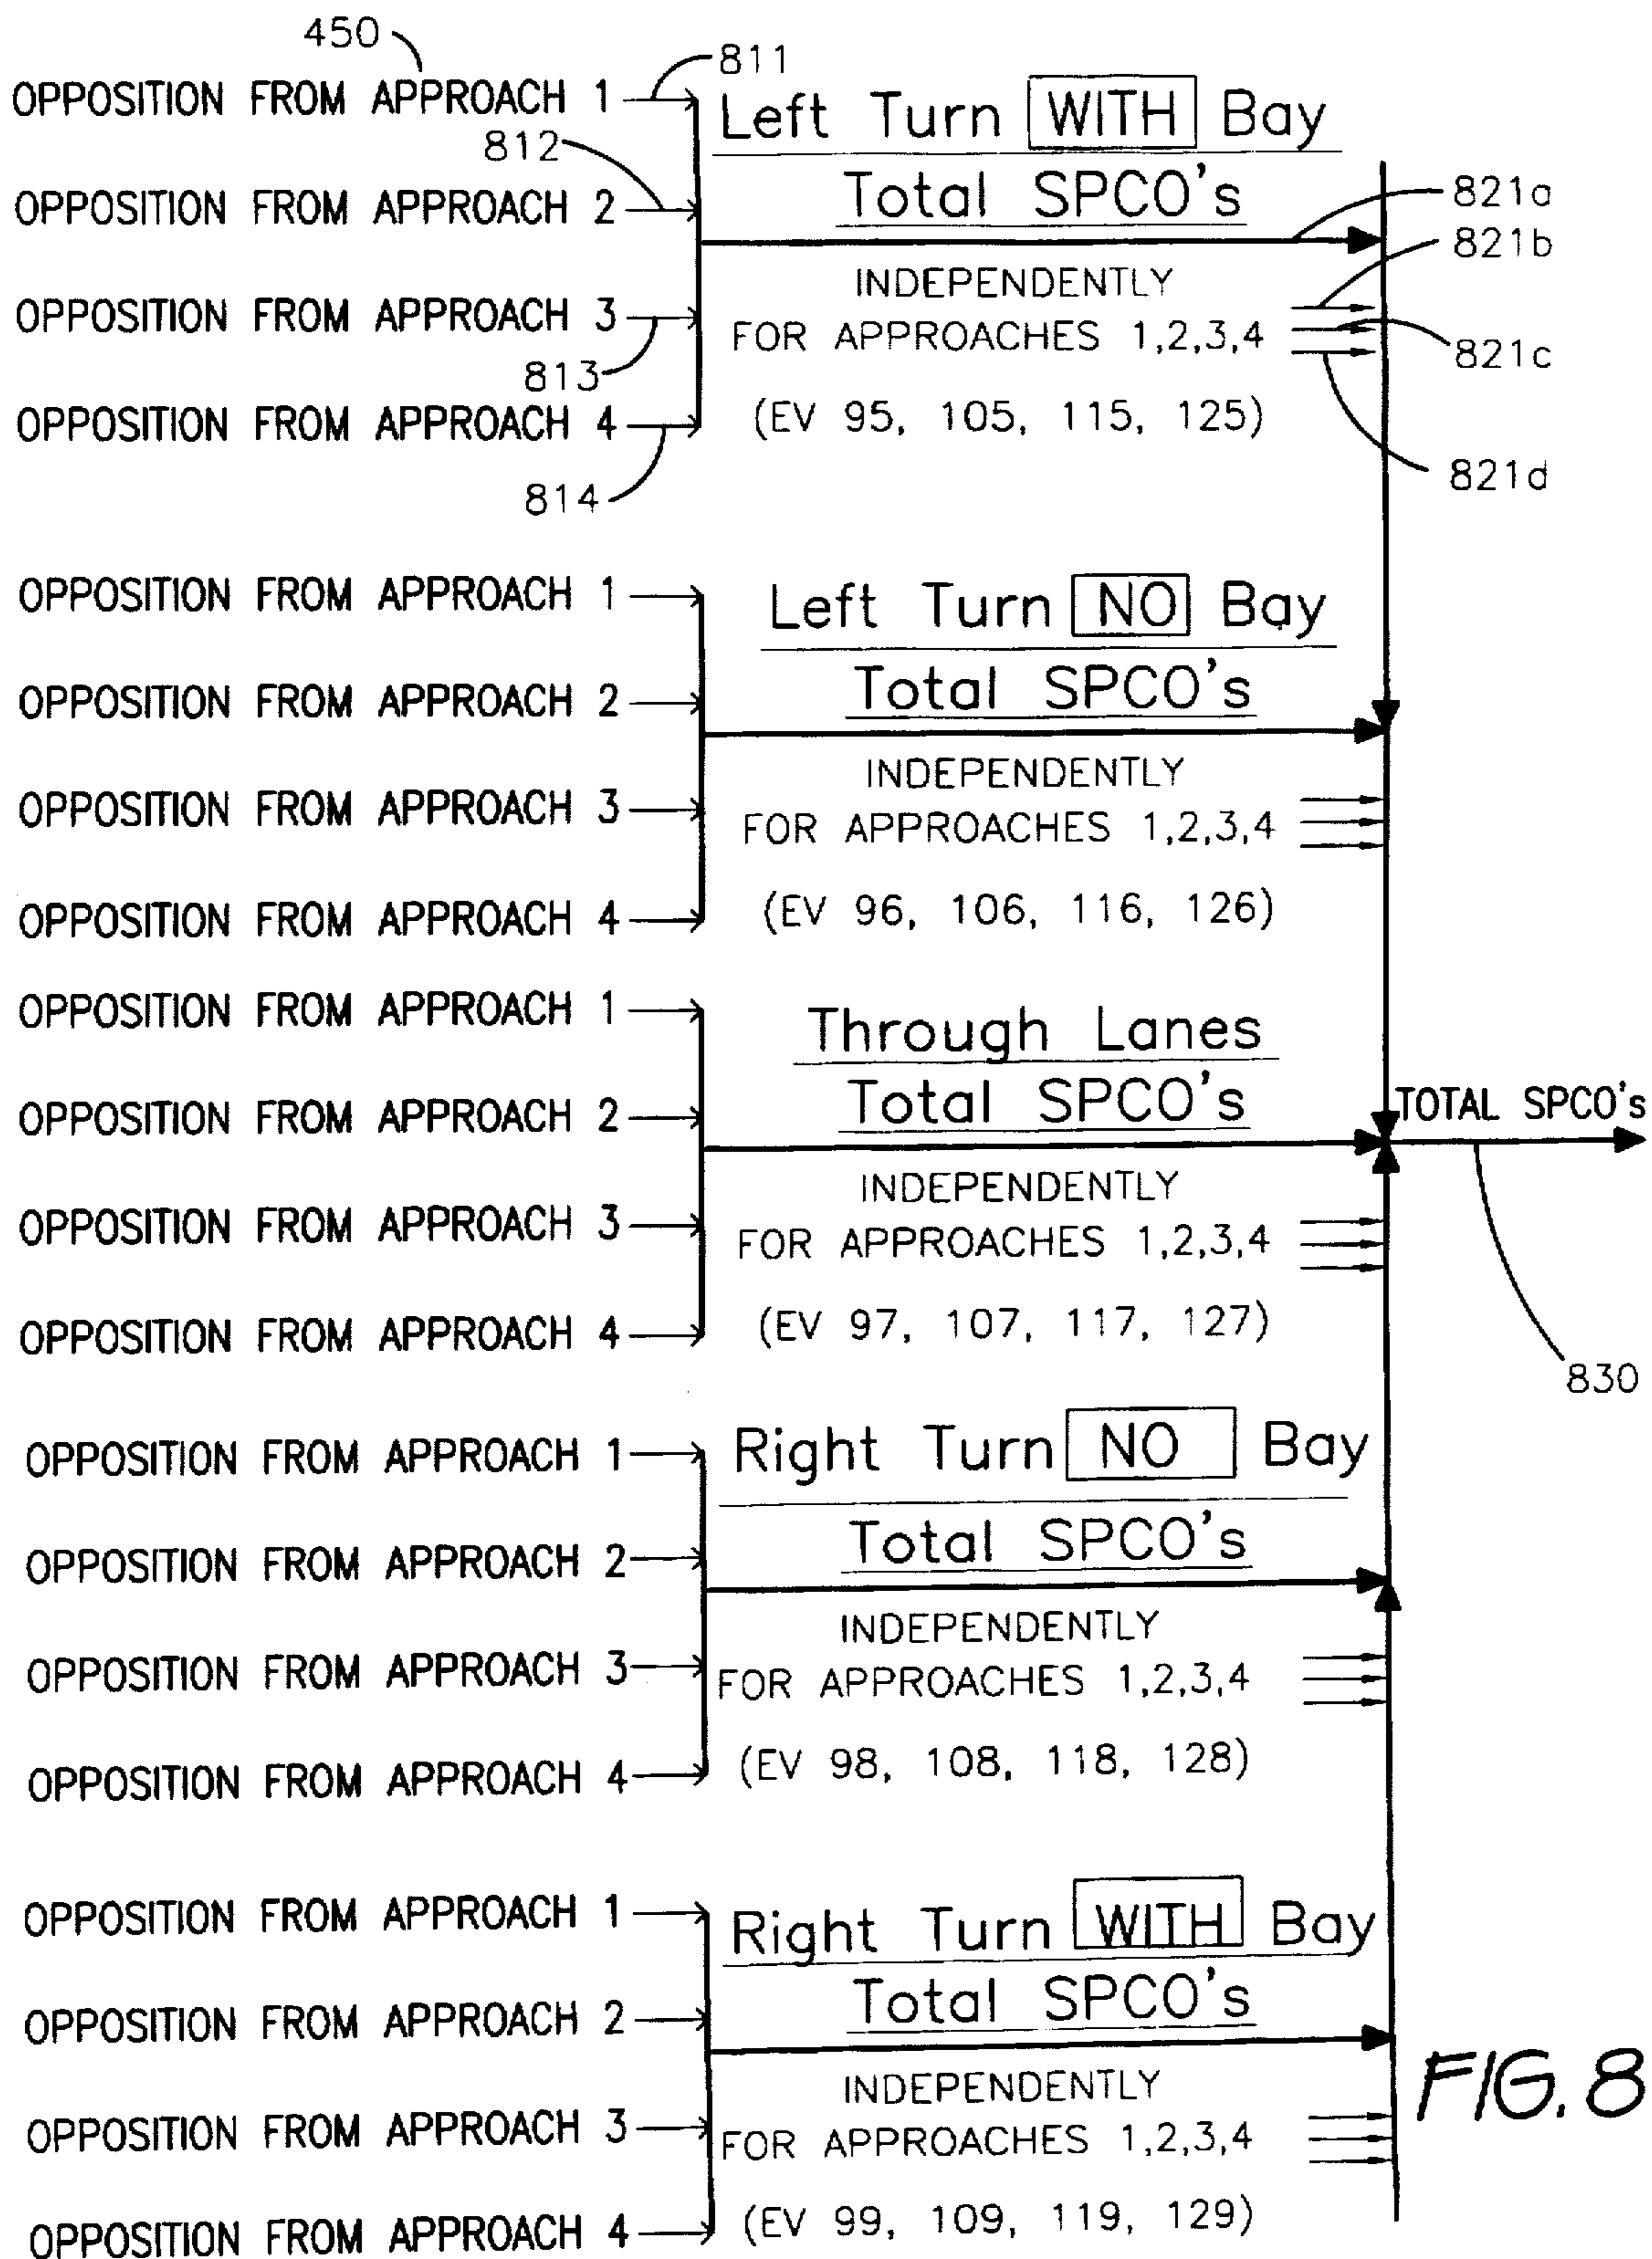 450
811
OPPOSITION FROM APPROACH 1
Left Turn WITH Bay
812
OPPOSITION FROM APPROACH 2
Total SPCO's
821a
821b
INDEPENDENTLY
OPPOSITION FROM APPROACH 3
FOR APPROACHES 1,2,3,4
821c
813
OPPOSITION FROM APPROACH 4
(EV 95, 105, 115, 125)
821d
814
OPPOSITION FROM APPROACH 1
Left Turn NO Bay
OPPOSITION FROM APPROACH 2
Total SPCO's
INDEPENDENTLY
OPPOSITION FROM APPROACH 3
FOR APPROACHES 1,2,3,4
OPPOSITION FROM APPROACH 4
(EV 96, 106, 116, 126)
OPPOSITION FROM APPROACH 1
Through Lanes
OPPOSITION FROM APPROACH 2
Total SPCO's
TOTAL SPCO's
INDEPENDENTLY
OPPOSITION FROM APPROACH 3
FOR APPROACHES 1,2,3,4
OPPOSITION FROM APPROACH 4
(EV 97, 107, 117, 127)
830
OPPOSITION FROM APPROACH 1
Right Turn NO Bay
OPPOSITION FROM APPROACH 2
Total SPCO's
INDEPENDENTLY
OPPOSITION FROM APPROACH 3
FOR APPROACHES 1,2,3,4
OPPOSITION FROM APPROACH 4
(EV 98, 108, 118, 128)
OPPOSITION FROM APPROACH 1
Right Turn WITH Bay
OPPOSITION FROM APPROACH 2
Total SPCO's
INDEPENDENTLY
OPPOSITION FROM APPROACH 3
FOR APPROACHES 1,2,3,4
OPPOSITION FROM APPROACH 4
(EV 99, 109, 119, 129)
FIG. 8